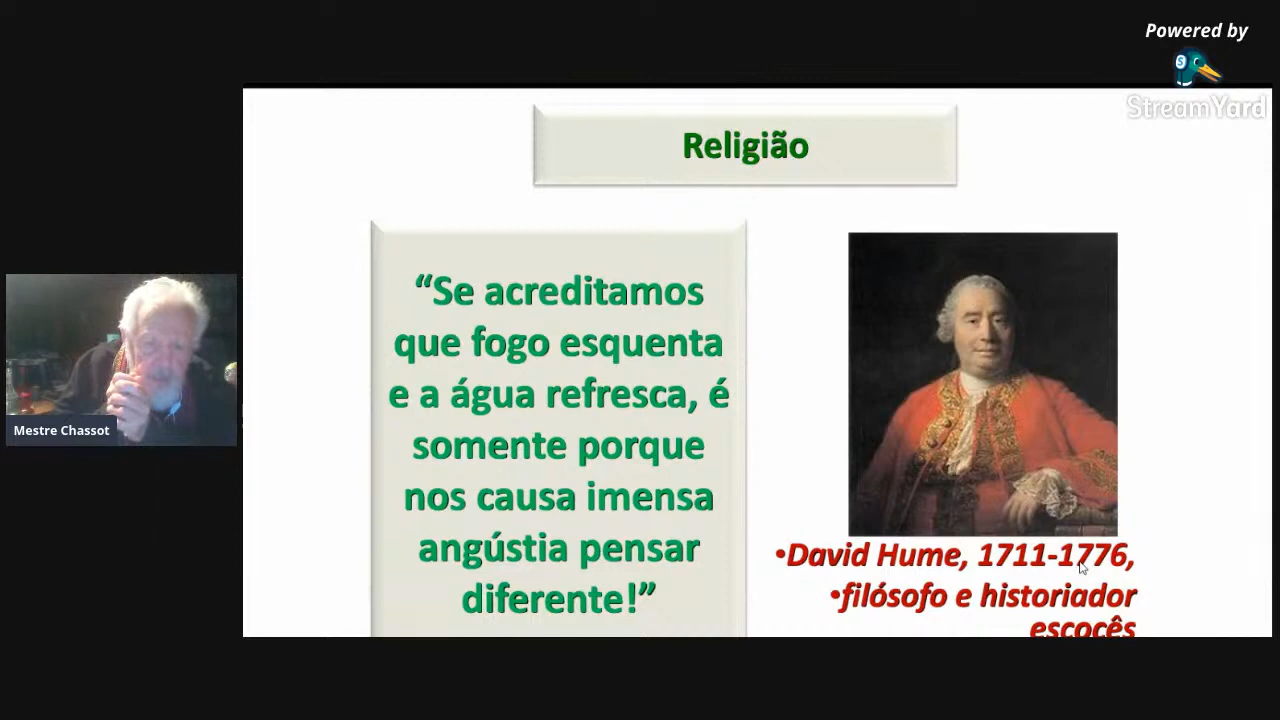 Powered by
StreamYard
Religião
“Se acreditamos
que fogo esquenta
e a água refresca, é
somente porque
nos causa imensa
angústia pensar
diferente!”
•David Hume, 1711-1776,
•filósofo e historiador
escocês
Mestre Chassot